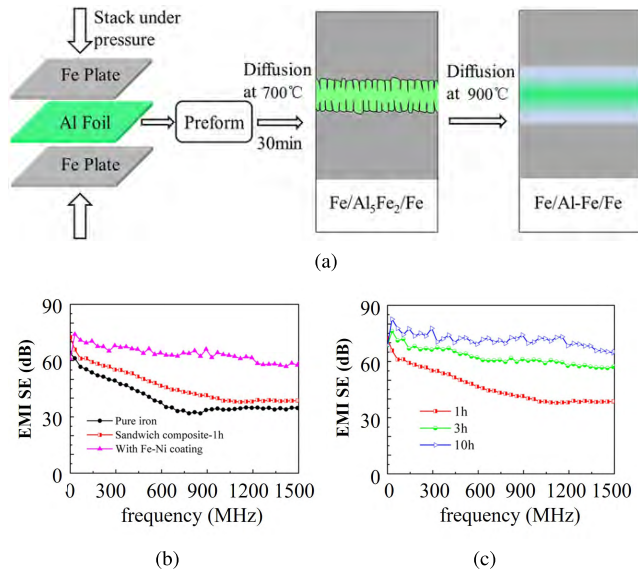 Stack under
pressure
Fe Plate
Al Foil
Fe Plate
Preform
Diffusion
at 700℃
30min
Fe/Al₅Fe₂/Fe
Diffusion
at 900℃
Fe/Al-Fe/Fe
(a)
EMI SE (dB)
90
60
30
0
Pure iron
Sandwich composite-1h
With Fe-Ni coating
0 300 600 900 1200 1500
frequency (MHz)
(b)
EMI SE (dB)
90
60
30
0
1h
3h
10h
0 300 600 900 1200 1500
frequency (MHz)
(c)